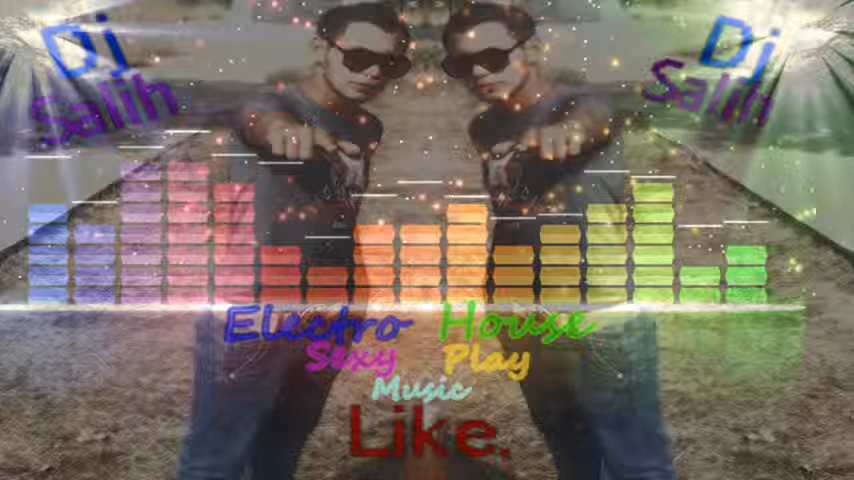 Dj
Salih
Dj
Salih
Electro House
Sexy Play
Music
Like.